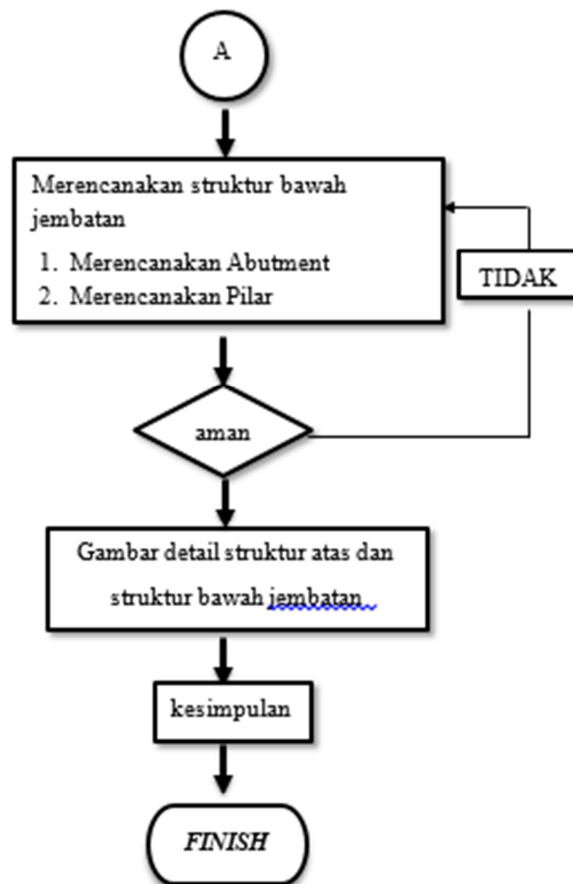 A
Merencanakan struktur bawah
jembatan
1. Merencanakan Abutment
2. Merencanakan Pilar
TIDAK
aman
Gambar detail struktur atas dan
struktur bawah jembatan
kesimpulan
FINISH